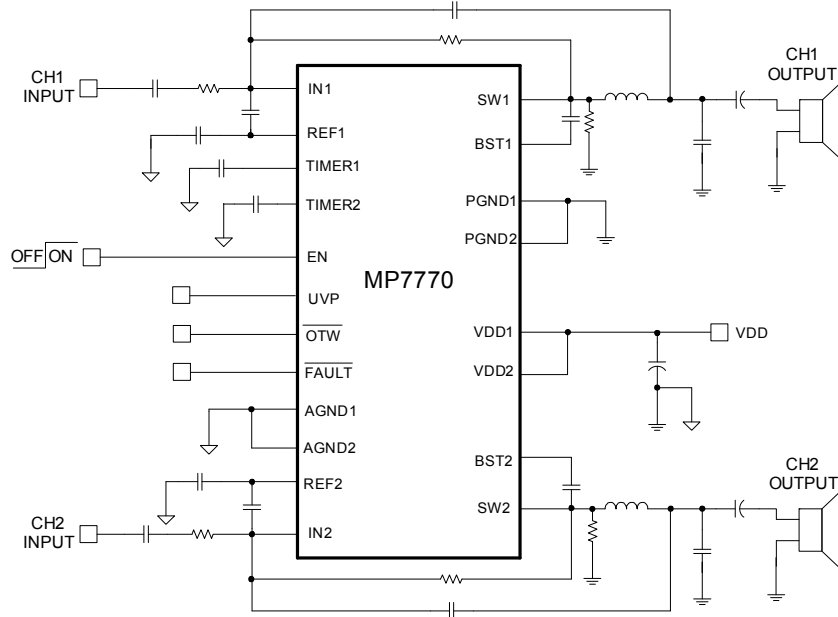 CH1
INPUT
IN1
REF1
TIMER1
TIMER2
OFF ON
EN
UVP
OTW
FAULT
AGND1
AGND2
REF2
CH2
INPUT
IN2
MP7770
SW1
BST1
PGND1
PGND2
VDD1
VDD2
VDD
BST2
SW2
CH1
OUTPUT
CH2
OUTPUT